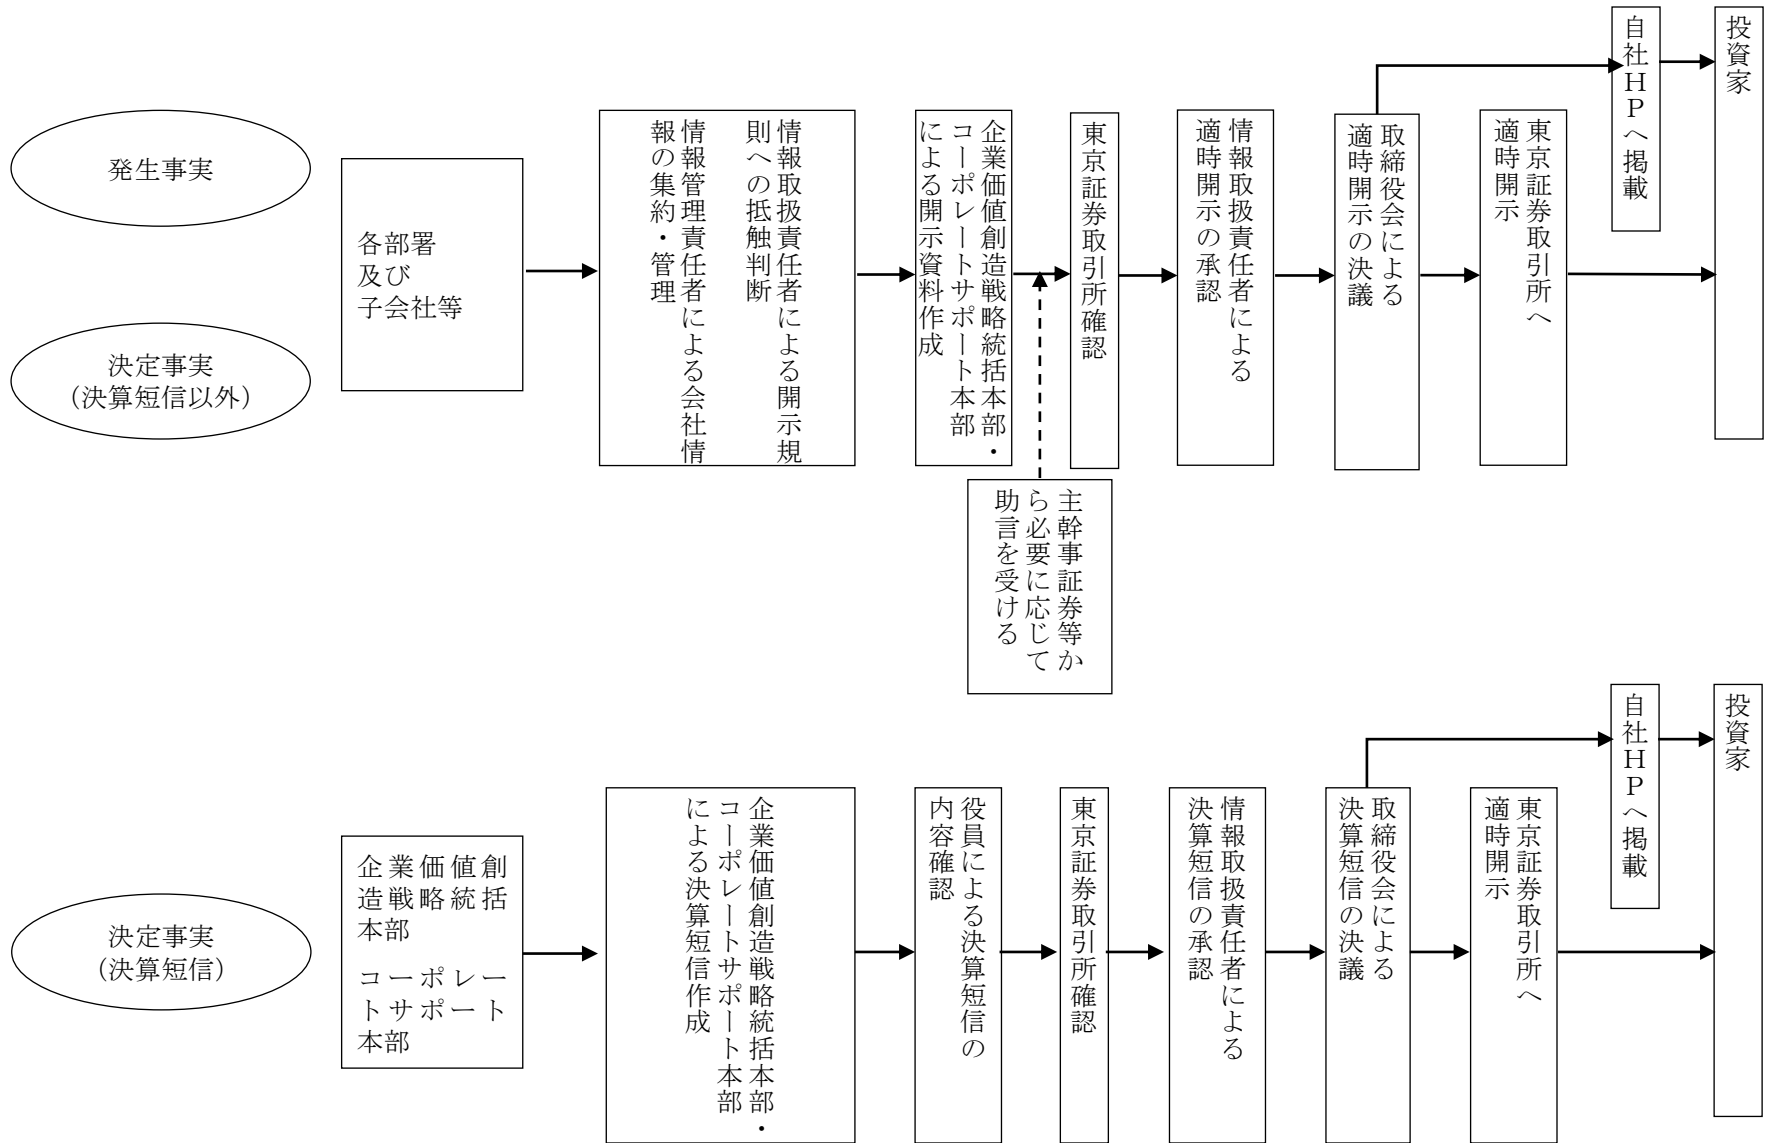 発生事実
決定事実
（決算短信以外）
各部署
及び
子会社等
情報取扱責任者による開示規
則への抵触判断
情報管理責任者による会社情
報の集約・管理
企業価値創造戦略統括本部・
コーポレートサポート本部
による開示資料作成
主幹事証券等か
ら必要に応じて
助言を受ける
東京証券取引所確認
情報取扱責任者による
適時開示の承認
取締役会による
適時開示の決議
東京証券取引所へ
適時開示
自社ＨＰへ掲載
投資家
決定事実
（決算短信）
企業価値創
造戦略統括
本部
コーポレー
トサポート
本部
企業価値創造戦略統括本部・
コーポレートサポート本部
による決算短信作成
役員による決算短信の
内容確認
東京証券取引所確認
情報取扱責任者による
決算短信の承認
取締役会による
決算短信の決議
東京証券取引所へ
適時開示
自社ＨＰへ掲載
投資家